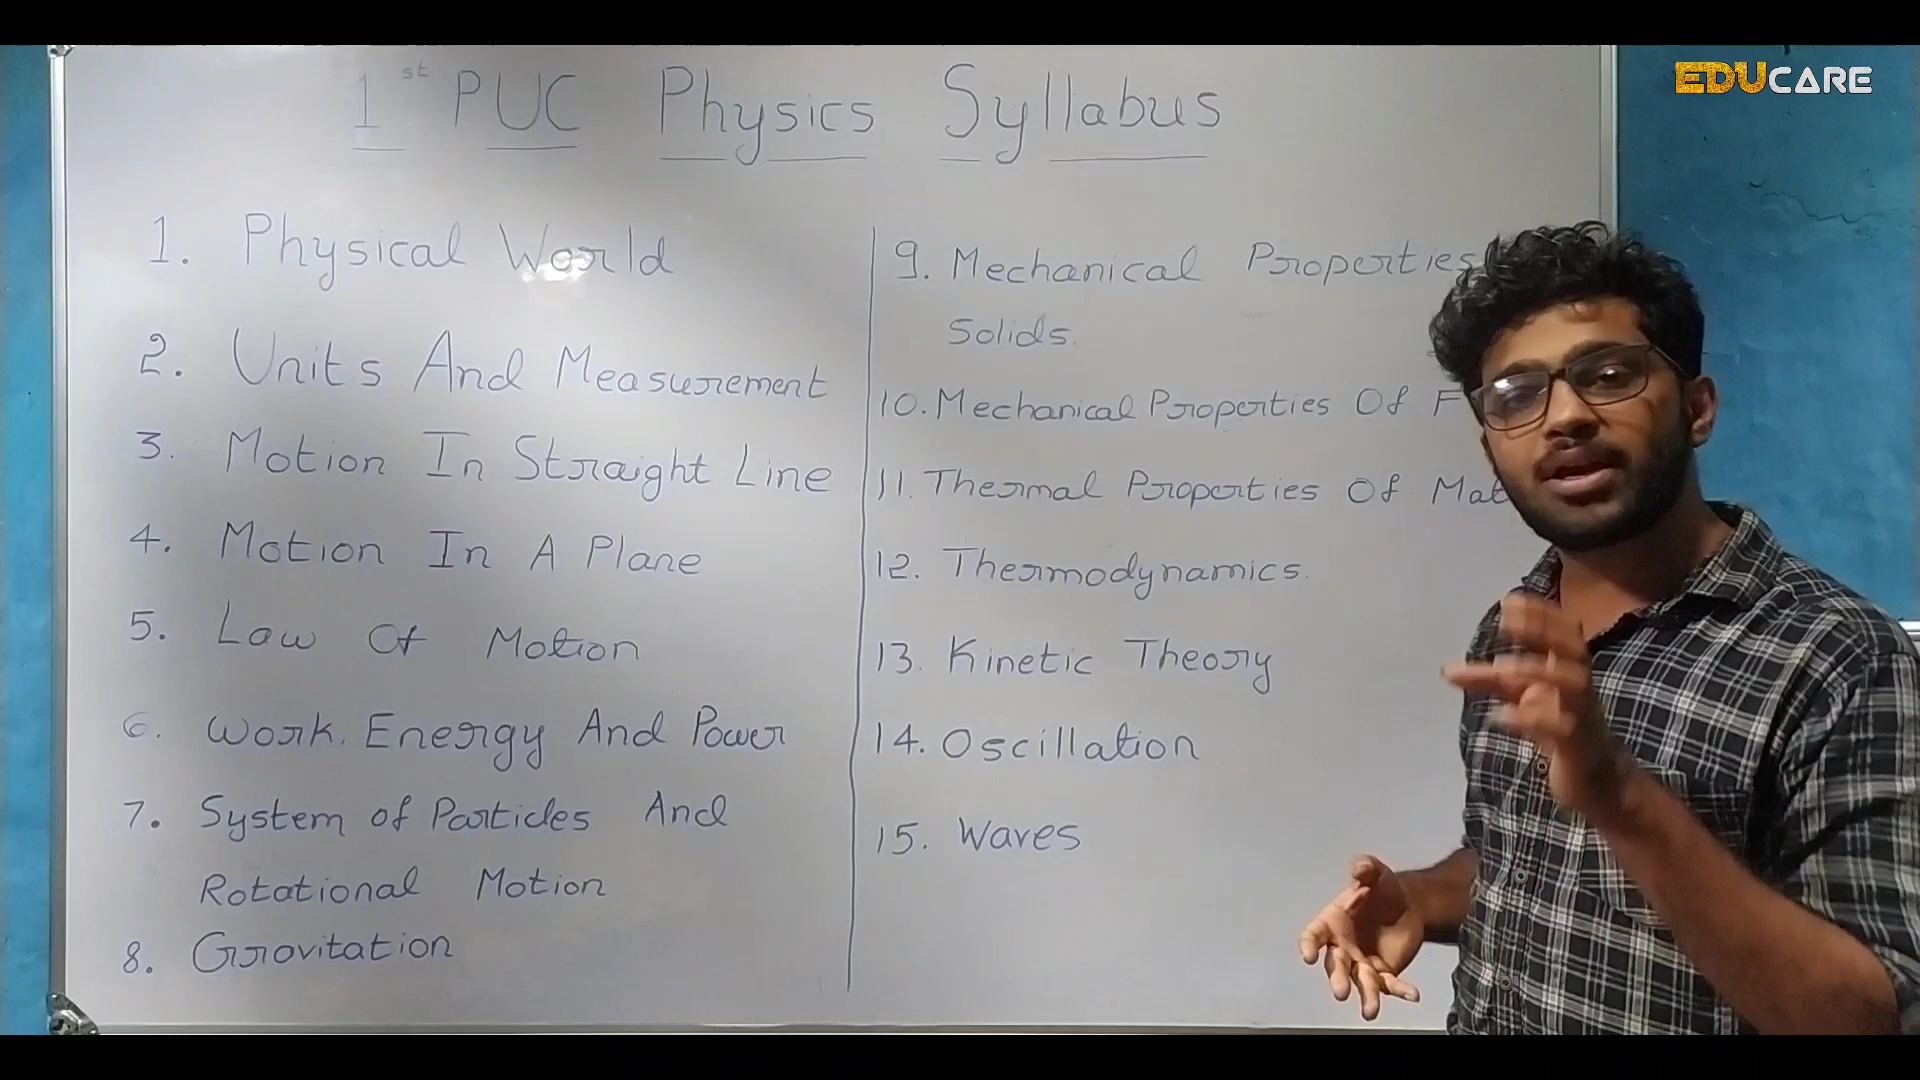 EDUCARE
1st PUC Physics Syllabus
1. Physical World
2. Units And Measurement
3. Motion In Straight Line
4. Motion In A Plane
5. Law Of Motion
6. Work, Energy And Power
7. System of Particles And
Rotational Motion
8. Gravitation
9. Mechanical Properties
Solids.
10. Mechanical Properties Of F
11. Thermal Properties Of Mat
12. Thermodynamics.
13. Kinetic Theory
14. Oscillation
15. Waves